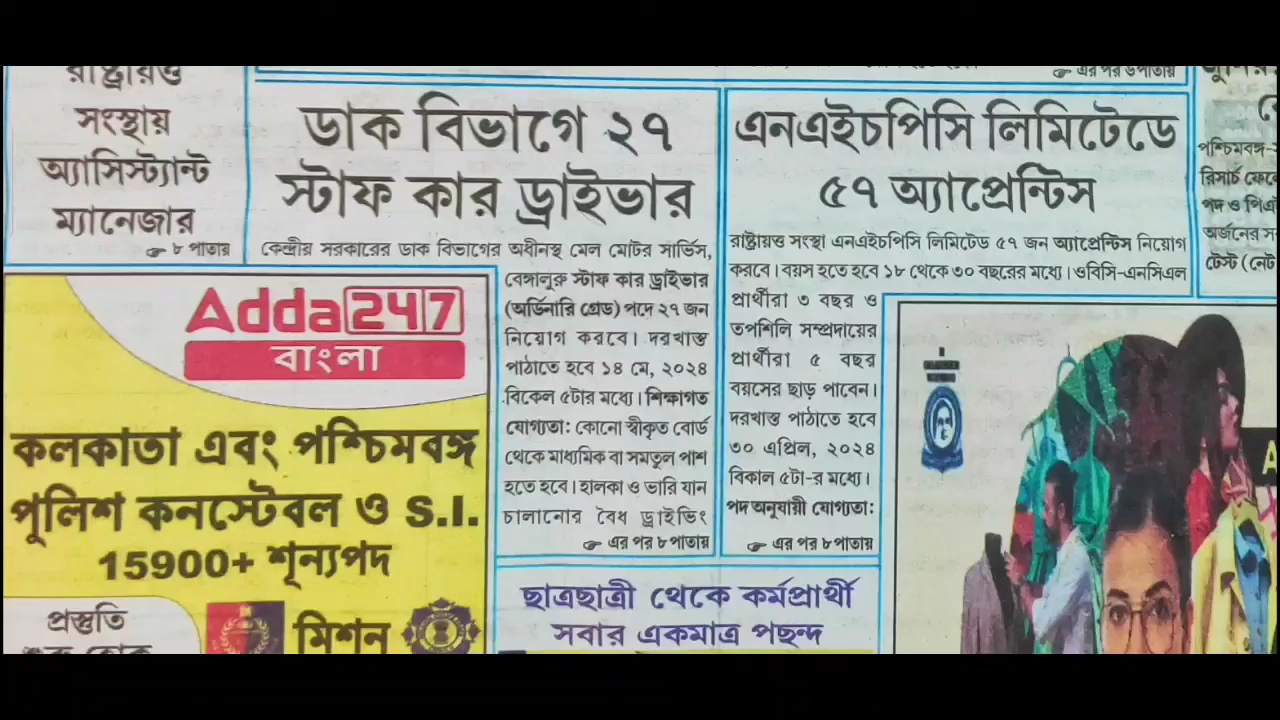 রাষ্ট্রায়ত্ত
সংস্থায়
অ্যাসিস্ট্যান্ট
ম্যানেজার
☞ ৮ পাতায়
ডাক বিভাগে ২৭
স্টাফ কার ড্রাইভার
কেন্দ্রীয় সরকারের ডাক বিভাগের অধীনস্থ মেল মোটর সার্ভিস,
বেঙ্গালুরু স্টাফ কার ড্রাইভার
(অর্ডিনারি গ্রেড) পদে ২৭ জন
নিয়োগ করবে। দরখাস্ত
পাঠাতে হবে ১৪ মে, ২০২৪
বিকেল ৫টার মধ্যে। শিক্ষাগত
যোগ্যতা: কোনো স্বীকৃত বোর্ড
থেকে মাধ্যমিক বা সমতুল পাশ
হতে হবে। হালকা ও ভারি যান
চালানোর বৈধ ড্রাইভিং
☞ এর পর ৮ পাতায়
☞ এর পর ৬ পাতায়
এনএইচপিসি লিমিটেডে
৫৭ অ্যাপ্রেন্টিস
রাষ্ট্রায়ত্ত সংস্থা এনএইচপিসি লিমিটেড ৫৭ জন অ্যাপ্রেন্টিস নিয়োগ
করবে। বয়স হতে হবে ১৮ থেকে ৩০ বছরের মধ্যে। ওবিসি-এনসিএল
প্রার্থীরা ৩ বছর ও
তপশিলি সম্প্রদায়ের
প্রার্থীরা ৫ বছর
বয়সের ছাড় পাবেন।
দরখাস্ত পাঠাতে হবে
৩০ এপ্রিল, ২০২৪
বিকাল ৫টা-র মধ্যে।
পদ অনুযায়ী যোগ্যতা:
☞ এর পর ৮ পাতায়
পশ্চিমবঙ্গ-
রিসার্চ ফেলো
পদ ও পিএ
অর্জনের
টেস্ট (নেট
Adda247
বাংলা
কলকাতা এবং পশ্চিমবঙ্গ
পুলিশ কনস্টেবল ও S.I.
15900+ শূন্যপদ
প্রস্তুতি
মিশন
ছাত্রছাত্রী থেকে কর্মপ্রার্থী
সবার একমাত্র পছন্দ